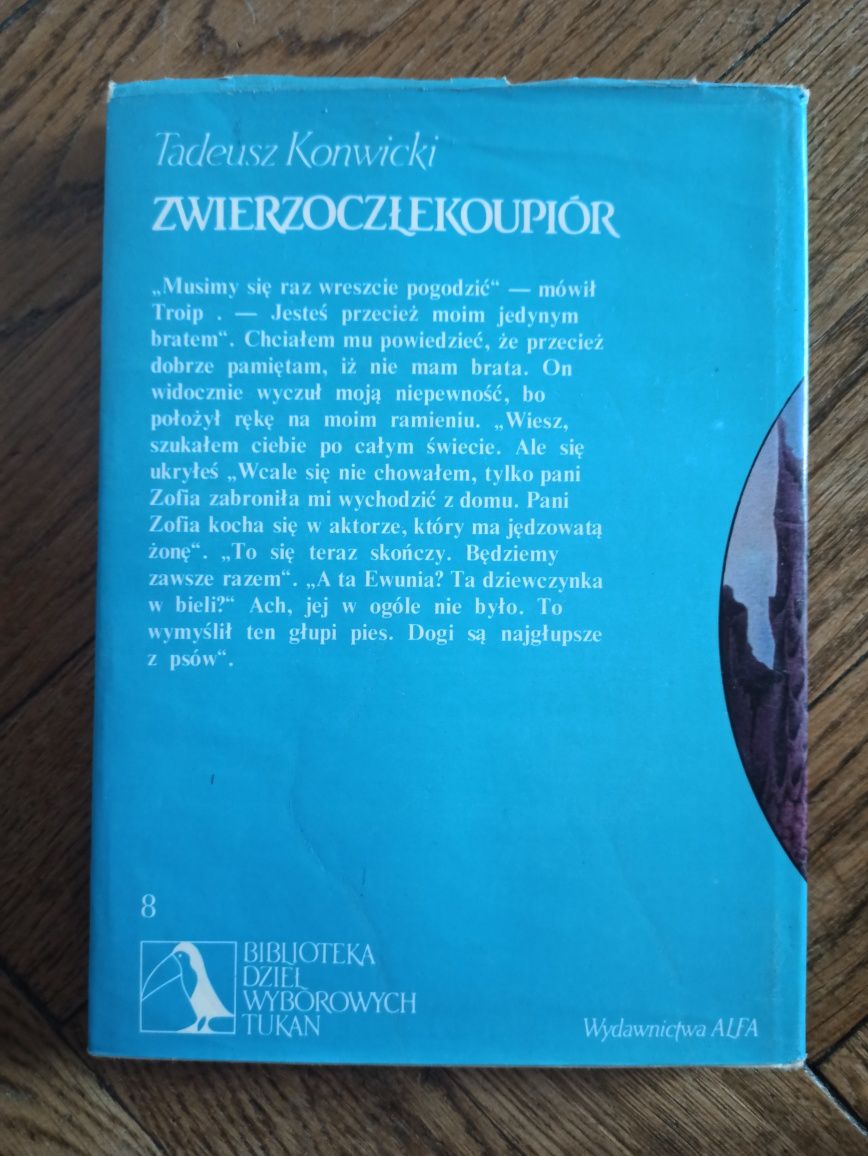 Tadeusz Konwicki
ZWIERZOCZŁEKOUPIÓR
„Musimy się raz wreszcie pogodzić“ — mówił
Troip . — Jesteś przecież moim jedynym
bratem“. Chciałem mu powiedzieć, że przecież
dobrze pamiętam, iż nie mam brata. On
widocznie wyczuł moją niepewność, bo
położył rękę na moim ramieniu. „Wiesz,
szukałem ciebie po całym świecie. Ale się
ukryłeś „Wcale się nie chowałem, tylko pani
Zofia zabroniła mi wychodzić z domu. Pani
Zofia kocha się w aktorze, który ma jędzowatą
żonę“. „To się teraz skończy. Będziemy
zawsze razem“. „A ta Ewunia? Ta dziewczynka
w bieli?“ Ach, jej w ogóle nie było. To
wymyślił ten głupi pies. Dogi są najgłupsze
z psów“.
8
BIBLIOTEKA
DZIEŁ
WYBOROWYCH
TUKAN
Wydawnictwa ALFA